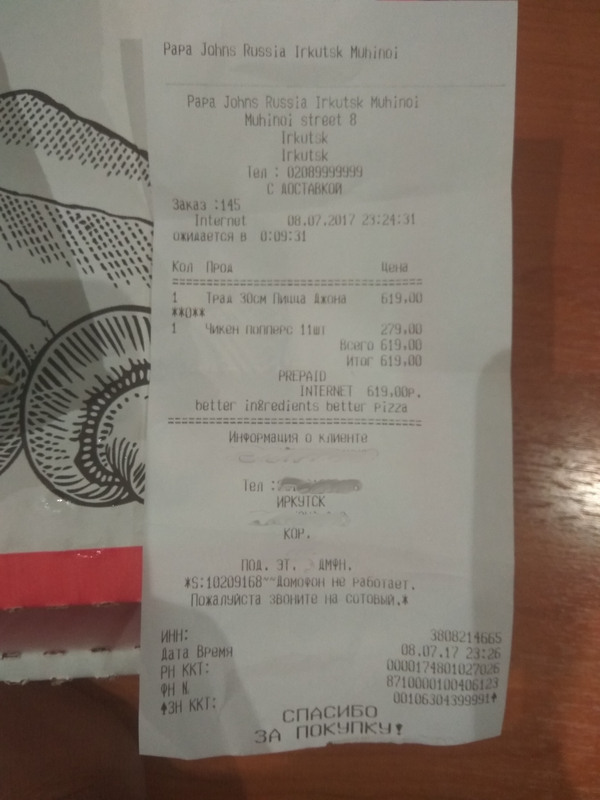 Papa Johns Russia Irkutsk Muhinoi
Papa Johns Russia Irkutsk Muhinoi
Muhinoi street 8
Irkutsk
Irkutsk
Тел : 02089999999
С ДОСТАВКОЙ
Заказ :145
Internut 08.07.2017 23:24:31
ожидается в 0:09:31
Кол Прод Цена
1 Трад 30см Пицца Джона 619.00
**D**
1 Чикен попперс 11шт 279.00
Всего 619.00
Итог 619.00
PREPAID
INTERNET 619.00р.
better ingredients better pizza
Информация о клиенте
Тел :
ИРКУТСК
КОР.
ПОД. ЭТ. ДМФН.
*S:10209168~~Домофон не работает.
Пожалуйста звоните на сотовый.*
ИНН: 3808214665
Дата Время 08.07.17 23:26
РН ККТ: 0000174801027026
ФН N 8710000100406123
↑ЗН ККТ: 00106304399991↑
СПАСИБО
ЗА ПОКУПКУ!